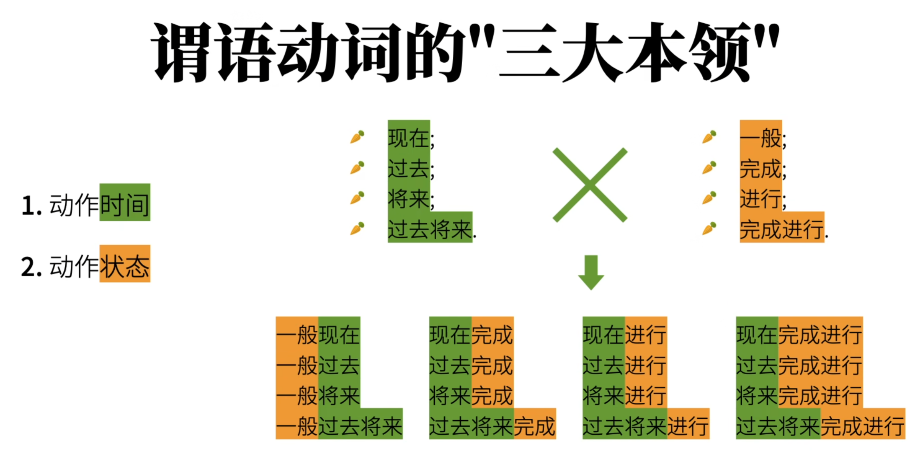 谓语动词的"三大本领"
1. 动作时间
2. 动作状态
现在;
过去;
将来;
过去将来.
一般;
完成;
进行;
完成进行.
一般现在
一般过去
一般将来
一般过去将来
现在完成
过去完成
将来完成
过去将来完成
现在进行
过去进行
将来进行
过去将来进行
现在完成进行
过去完成进行
将来完成进行
过去将来完成进行